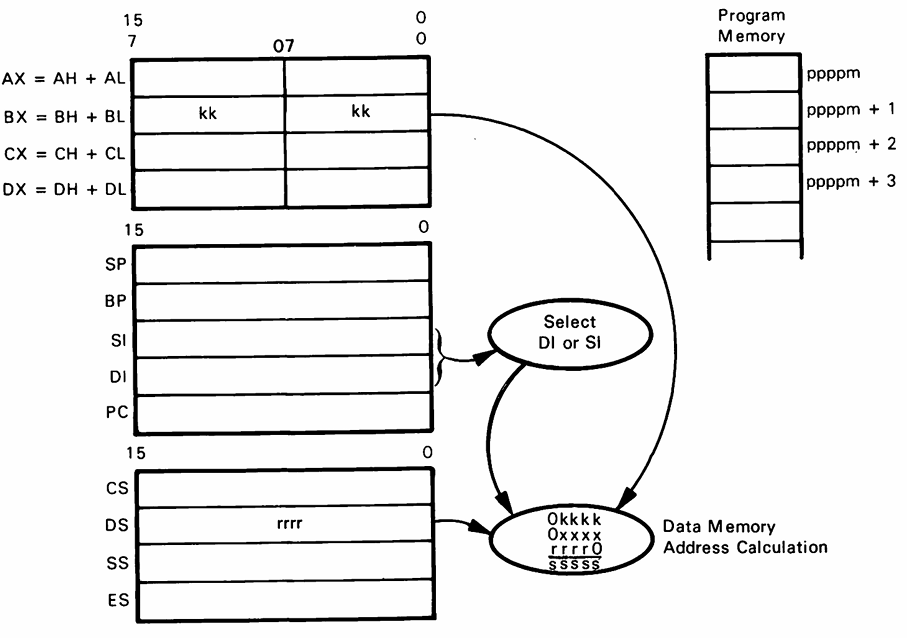 15 0
7 07 0
AX = AH + AL
BX = BH + BL kk kk
CX = CH + CL
DX = DH + DL
Program
Memory
ppppm
ppppm + 1
ppppm + 2
ppppm + 3
15 0
SP
BP
SI
DI
PC
Select
DI or SI
15 0
CS
DS rrrr
SS
ES
0kkkk
0xxxx
rrrr0
sssss
Data Memory
Address Calculation